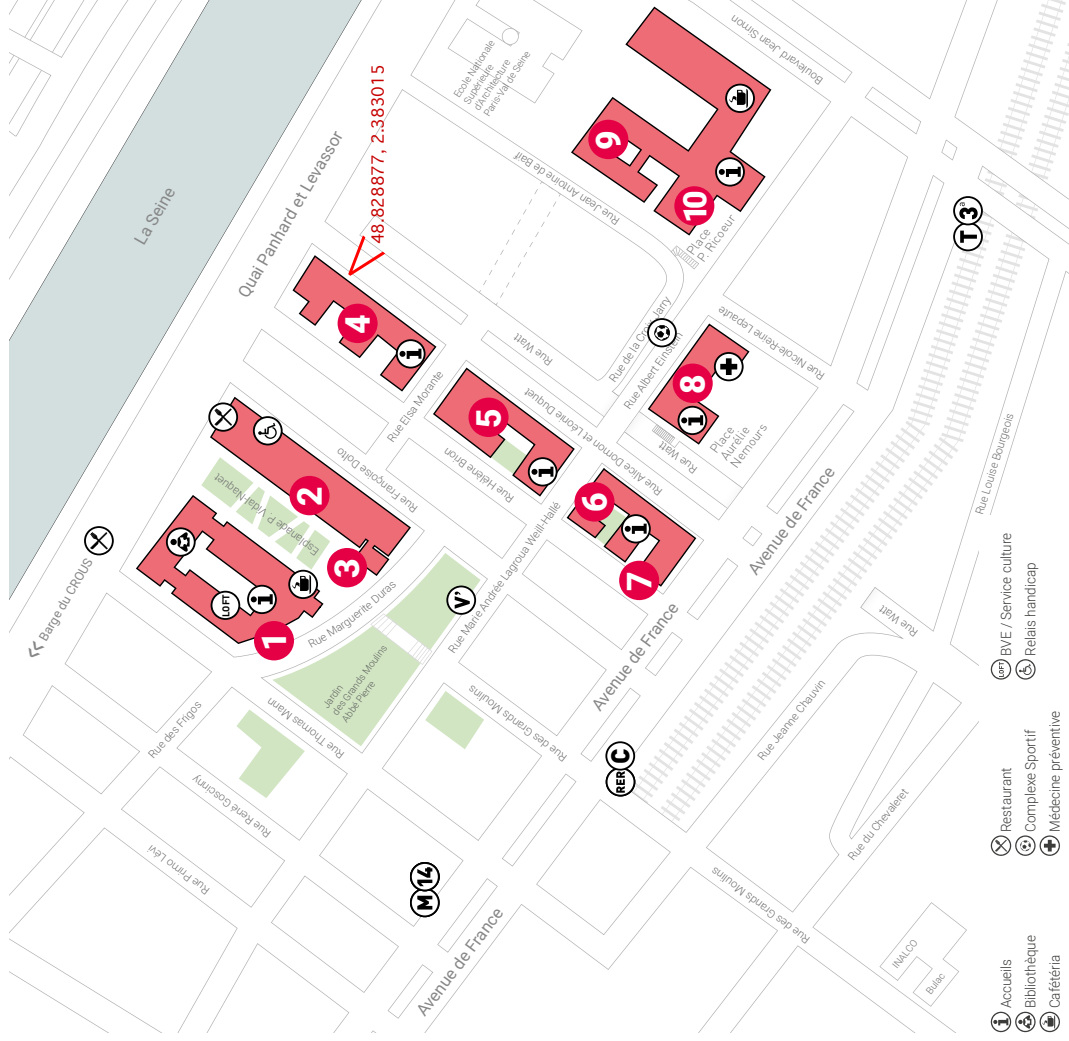 La Seine
Quai Panhard et Levassor
48.828877, 2.383015
Ecole Nationale
Supérieure
d'Architecture
Paris-Val de Seine
Boulevard Jean Simon
Rue Jean Antoine de Baïf
<< Barge du CROUS
LOFT
1
2
3
4
5
6
7
8
9
10
Esplanade P. Vidal-Naquet
Rue Françoise Dolto
Rue Elsa Morante
Rue Hélène Brion
Rue Watt
Rue Alice Domon et Léonie Duquet
Rue de la Croix Jarry
Rue Albert Einstein
Place
P. Ricoeur
Rue Nicole-Reine Lepaute
Place
Aurélie
Nemours
Rue Watt
Rue Marguerite Duras
Rue Marie Andrée Lagroua Weill-Hallé
V'
Jardin
des Grands Moulins
Abbé Pierre
Rue Thomas Mann
Rue des Frigos
Rue René Goscinny
Rue Primo Lévi
Rue des Grands Moulins
Avenue de France
Avenue de France
Avenue de France
M 14
RER C
T 3a
Rue Louise Bourgeois
Rue Watt
Rue Jeanne Chauvin
Rue du Chevaleret
Rue des Grands Moulins
INALCO
Bulac
Accueils
Bibliothèque
Cafétéria
Restaurant
Complexe Sportif
Médecine préventive
LOFT BVE / Service culture
Relais handicap